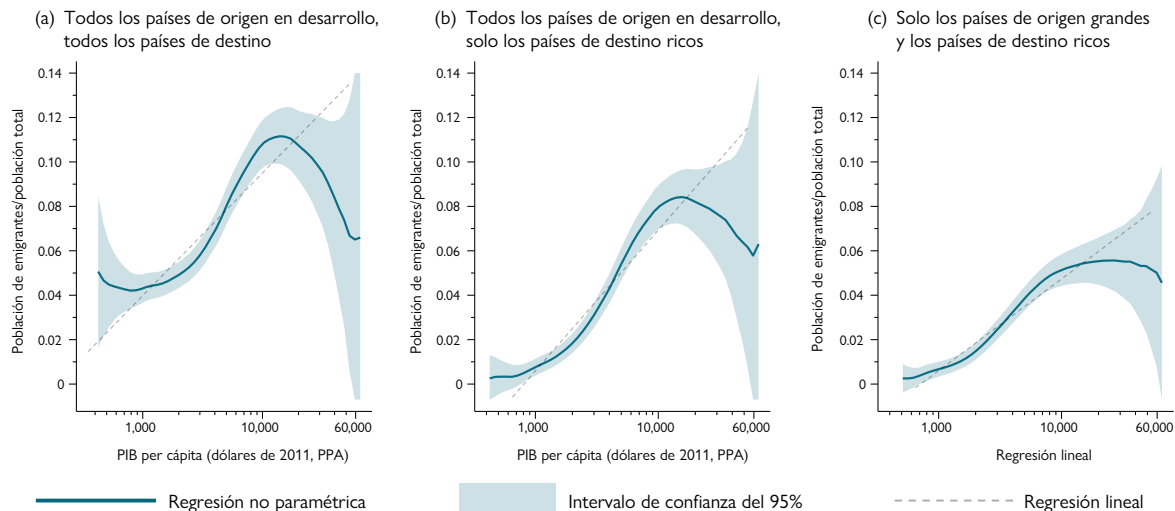 (a) Todos los países de origen en desarrollo,
todos los países de destino
(b) Todos los países de origen en desarrollo,
solo los países de destino ricos
(c) Solo los países de origen grandes
y los países de destino ricos
Población de emigrantes/población total
0.14
0.12
0.10
0.08
0.06
0.04
0.02
0
1,000
10,000
60,000
PIB per cápita (dólares de 2011, PPA)
Población de emigrantes/población total
0.14
0.12
0.10
0.08
0.06
0.04
0.02
0
1,000
10,000
60,000
PIB per cápita (dólares de 2011, PPA)
Población de emigrantes/población total
0.14
0.12
0.10
0.08
0.06
0.04
0.02
0
1,000
10,000
60,000
Regresión lineal
Regresión no paramétrica
Intervalo de confianza del 95%
Regresión lineal